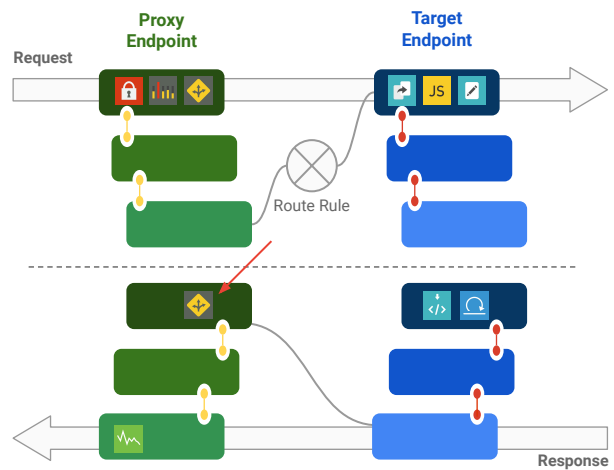 Proxy
Endpoint
Target
Endpoint
Request
JS
Route Rule
</>
Response